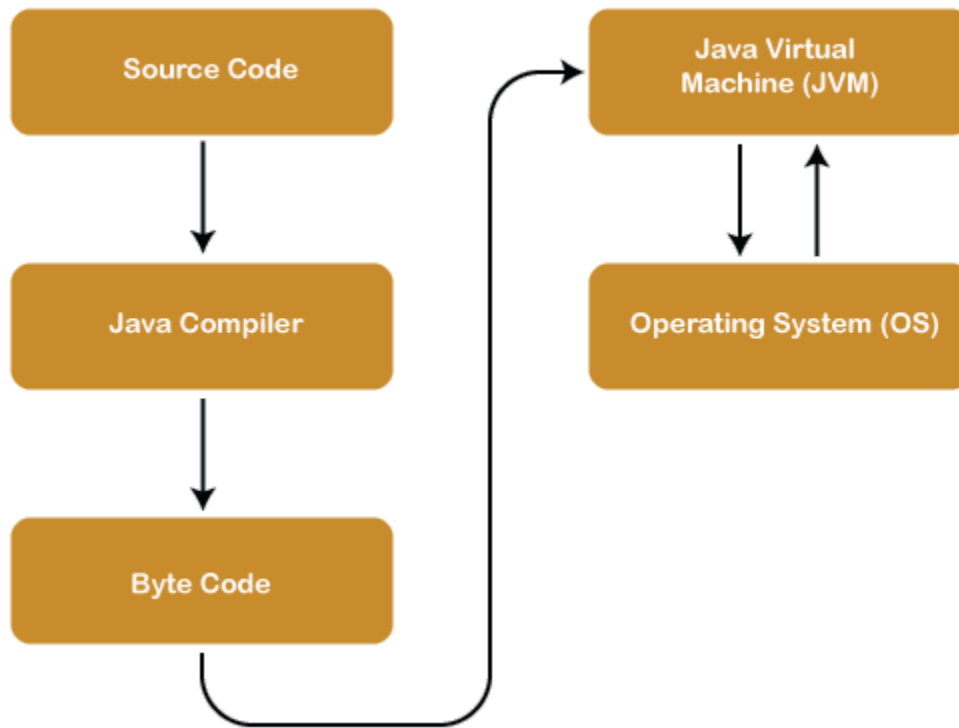 Source Code
Java Compiler
Byte Code
Java Virtual
Machine (JVM)
Operating System (OS)